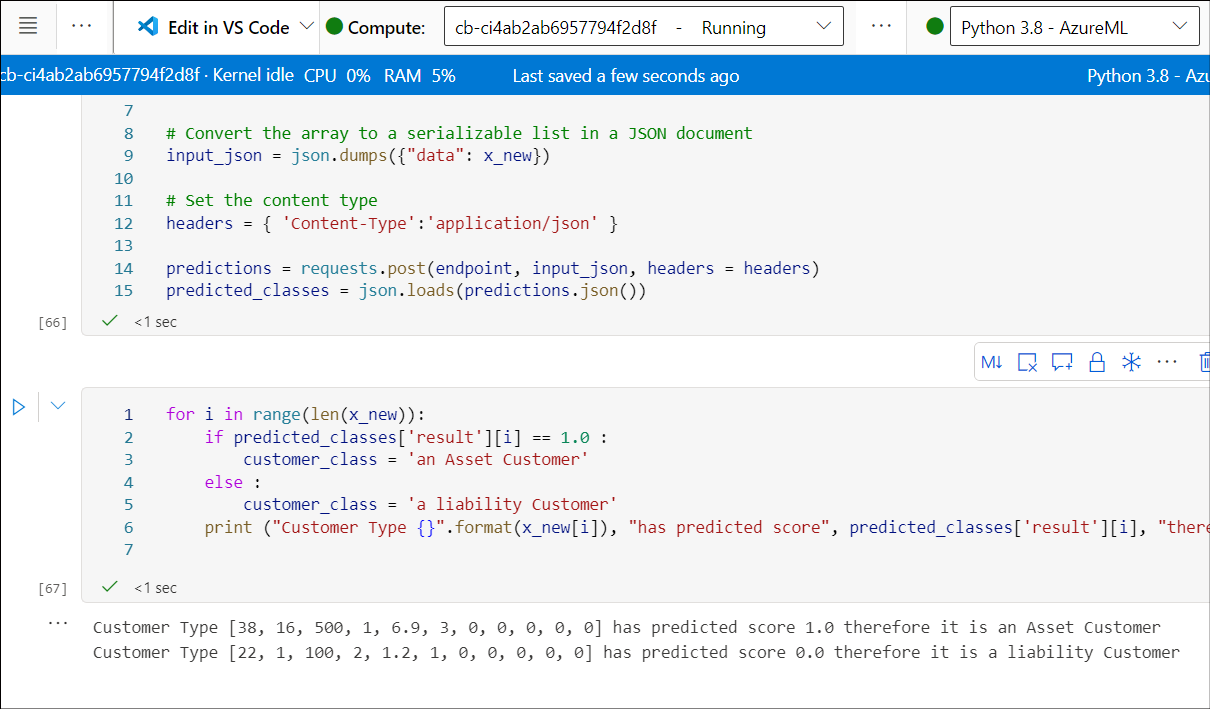 ··· Edit in VS Code Compute: cb-ci4ab2ab6957794f2d8f - Running ··· Python 3.8 - AzureML
cb-ci4ab2ab6957794f2d8f · Kernel idle CPU 0% RAM 5% Last saved a few seconds ago Python 3.8 - Azu
7
8 # Convert the array to a serializable list in a JSON document
9 input_json = json.dumps({"data": x_new})
10
11 # Set the content type
12 headers = { 'Content-Type':'application/json' }
13
14 predictions = requests.post(endpoint, input_json, headers = headers)
15 predicted_classes = json.loads(predictions.json())
[66] <1 sec
M↓ ···
1 for i in range(len(x_new)):
2     if predicted_classes['result'][i] == 1.0 :
3         customer_class = 'an Asset Customer'
4     else :
5         customer_class = 'a liability Customer'
6     print ("Customer Type {}".format(x_new[i]), "has predicted score", predicted_classes['result'][i], "there
7
[67] <1 sec
··· Customer Type [38, 16, 500, 1, 6.9, 3, 0, 0, 0, 0, 0] has predicted score 1.0 therefore it is an Asset Customer
Customer Type [22, 1, 100, 2, 1.2, 1, 0, 0, 0, 0, 0] has predicted score 0.0 therefore it is a liability Customer